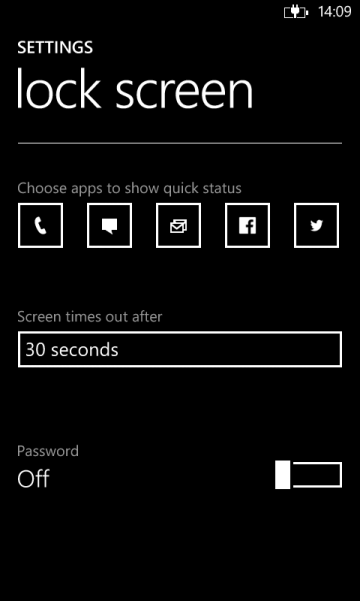 14:09
SETTINGS
lock screen
Choose apps to show quick status
Screen times out after
30 seconds
Password
Off